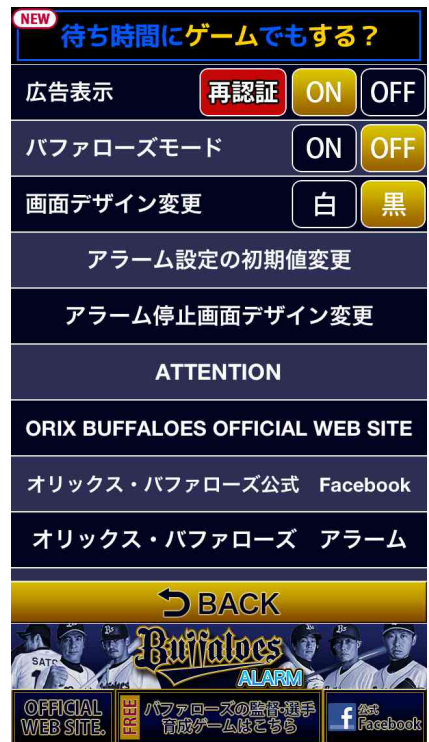 NEW
待ち時間にゲームでもする？
広告表示 再認証 ON OFF
バファローズモード ON OFF
画面デザイン変更 白 黒
アラーム設定の初期値変更
アラーム停止画面デザイン変更
ATTENTION
ORIX BUFFALOES OFFICIAL WEB SITE
オリックス・バファローズ公式　Facebook
オリックス・バファローズ　アラーム
BACK
Buffaloes
ALARM
OFFICIAL
WEB SITE.
FREE
バファローズの監督・選手
育成ゲームはこちら
f 公式
Facebook